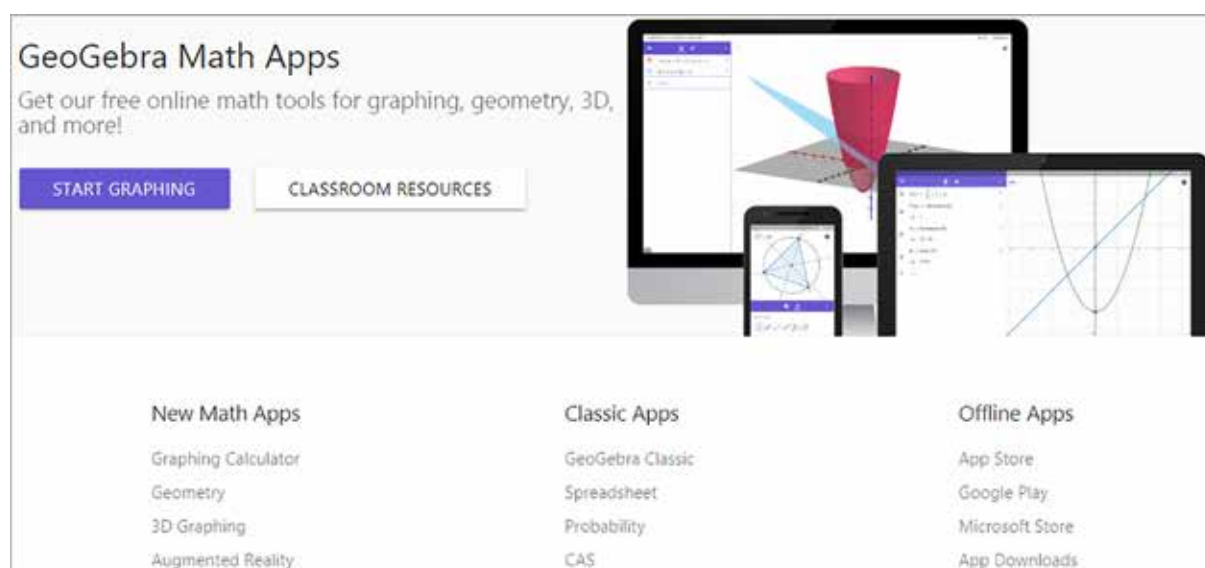 GeoGebra Math Apps
Get our free online math tools for graphing, geometry, 3D,
and more!
START GRAPHING
CLASSROOM RESOURCES
New Math Apps
Graphing Calculator
Geometry
3D Graphing
Augmented Reality
Classic Apps
GeoGebra Classic
Spreadsheet
Probability
CAS
Offline Apps
App Store
Google Play
Microsoft Store
App Downloads